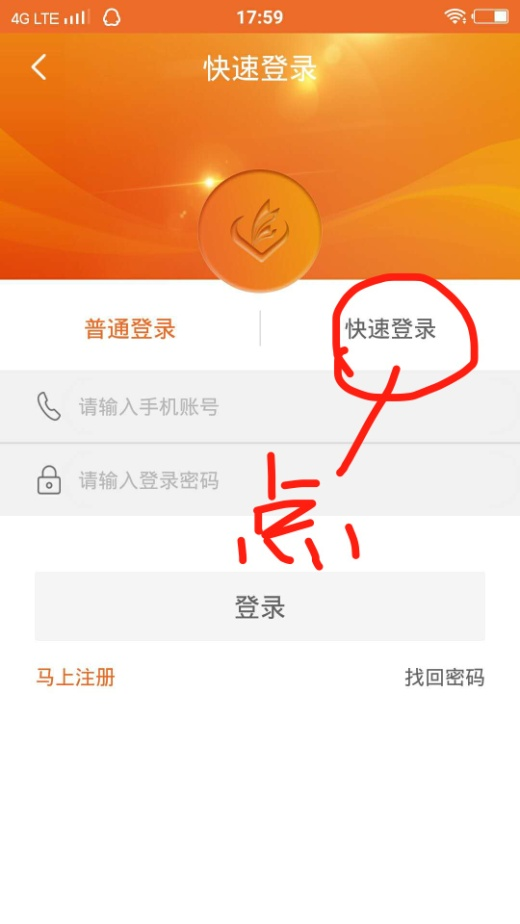 4G LTE 17:59
快速登录
普通登录 快速登录
请输入手机账号
请输入登录密码
点
登录
马上注册 找回密码